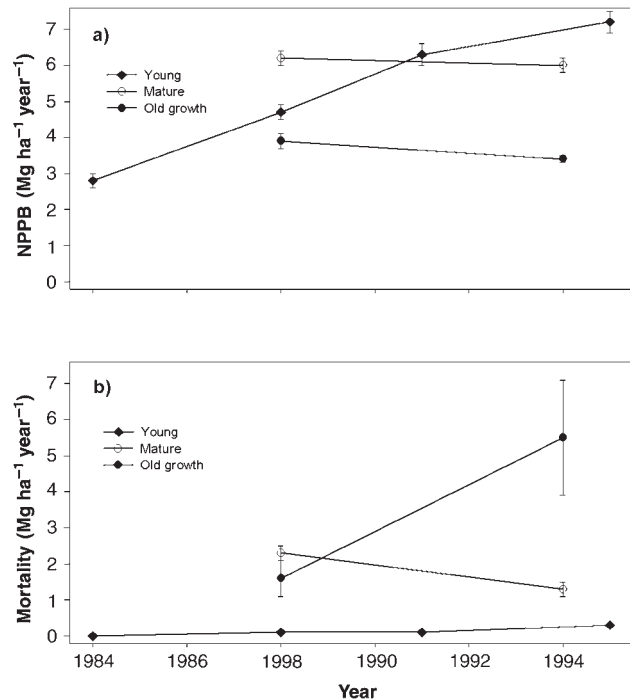 a)
7
6
5
4
3
2
1
0
NPPB (Mg ha⁻¹ year⁻¹)
Young
Mature
Old growth
b)
7
6
5
4
3
2
1
0
Mortality (Mg ha⁻¹ year⁻¹)
Young
Mature
Old growth
1984 1986 1998 1990 1992 1994
Year